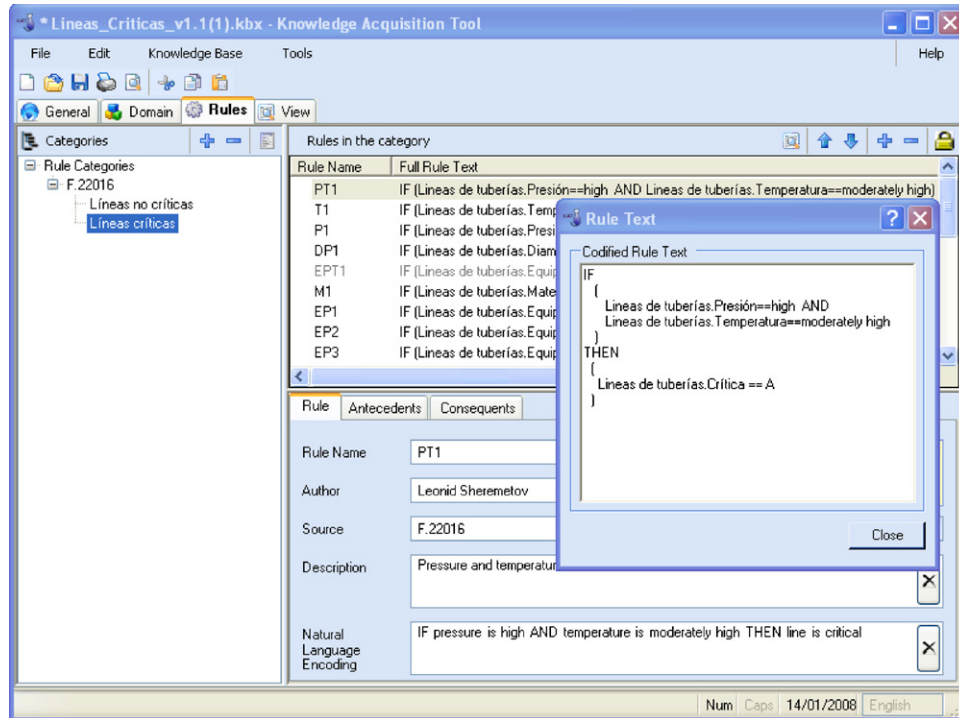 * Lineas_Criticas_v1.1(1).kbx - Knowledge Acquisition Tool
File Edit Knowledge Base Tools Help
General Domain Rules View
Categories
Rule Categories
F.22016
Líneas no críticas
Líneas críticas
Rules in the category
Rule Name Full Rule Text
PT1 IF (Lineas de tuberías.Presión==high AND Lineas de tuberías.Temperatura==moderately high)
T1 IF (Lineas de tuberías.Temp
P1 IF (Lineas de tuberías.Presi
DP1 IF (Lineas de tuberías.Diam
EPT1 IF (Lineas de tuberías.Equip
M1 IF (Lineas de tuberías.Mate
EP1 IF (Lineas de tuberías.Equip
EP2 IF (Lineas de tuberías.Equip
EP3 IF (Lineas de tuberías.Equip
Rule Text
Codified Rule Text
IF
(
Lineas de tuberías.Presión==high AND
Lineas de tuberías.Temperatura==moderately high
)
THEN
(
Lineas de tuberías.Crítica == A
)
Close
Rule Antecedents Consequents
Rule Name PT1
Author Leonid Sheremetov
Source F.22016
Description Pressure and temperatur
Natural
Language
Encoding
IF pressure is high AND temperature is moderately high THEN line is critical
Num Caps 14/01/2008 English